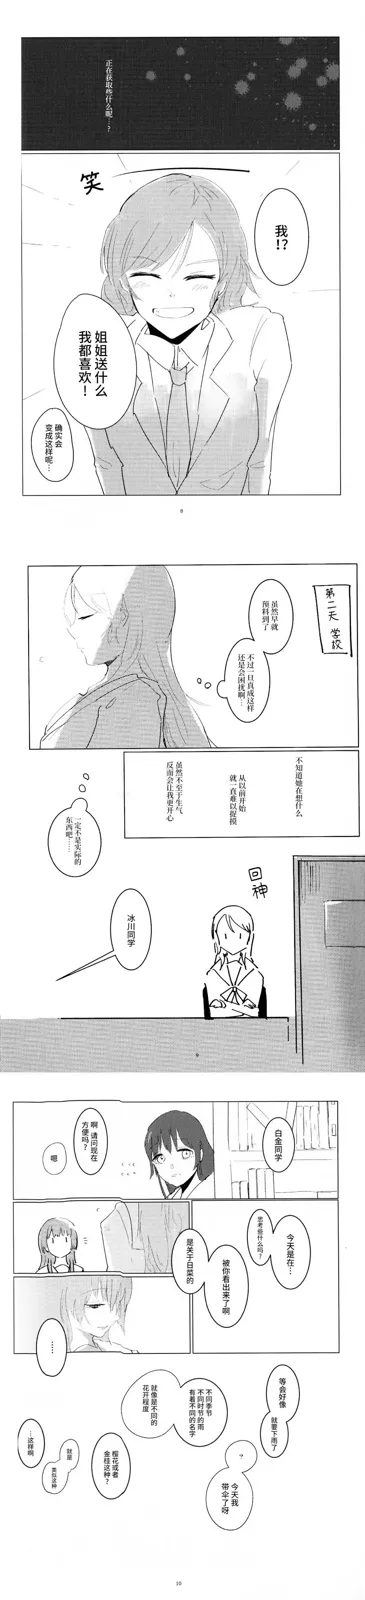 正在获取些什么呢…?
笑
我!?
姐姐送什么
我都喜欢!
确实会
变成这样呢…
8
第二天 学校
虽然早就
预料到了
不过一旦真成这样
还是会困扰啊…
不知道她在想什么
从以前开始
就一直难以捉摸
虽然不至于生气
反而会让我更开心
一定不是实际的
东西吧……
回神
冰川同学
9
白金同学
啊 请问现在
方便吗?
嗯
今天是在…
思考些什么吗?
被你看出来了啊
是关于日菜的
…
等会好像
就要下雨了
?
今天我
带伞了呀
不同季节
不同时节的雨
有着不同的名字
就像是不同的
花开程度
樱花或者
金桂这种?
就是
类似这种
…这样啊
10